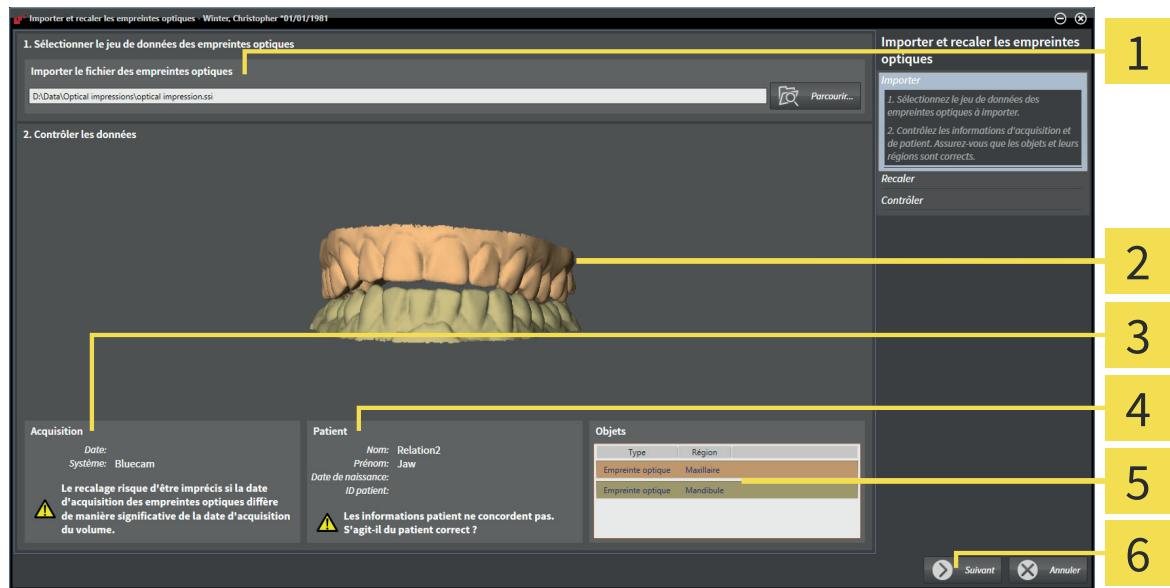 Importer et recaler les empreintes optiques - Winter, Christopher *01/01/1981
1. Sélectionner le jeu de données des empreintes optiques
Importer le fichier des empreintes optiques
D:\Data\Optical impressions\optical impression.ssi
Parcourir...
2. Contrôler les données
Acquisition
Date:
Système: Bluecam
Le recalage risque d'être imprécis si la date
d'acquisition des empreintes optiques diffère
de manière significative de la date d'acquisition
du volume.
Patient
Nom: Relation2
Prénom: Jaw
Date de naissance:
ID patient:
Les informations patient ne concordent pas.
S'agit-il du patient correct ?
Objets
Type Région
Empreinte optique Maxillaire
Empreinte optique Mandibule
Importer et recaler les empreintes
optiques
Importer
1. Sélectionnez le jeu de données des
empreintes optiques à importer.
2. Contrôlez les informations d'acquisition et
de patient. Assurez-vous que les objets et leurs
régions sont corrects.
Recaler
Contrôler
Suivant
Annuler
1
2
3
4
5
6